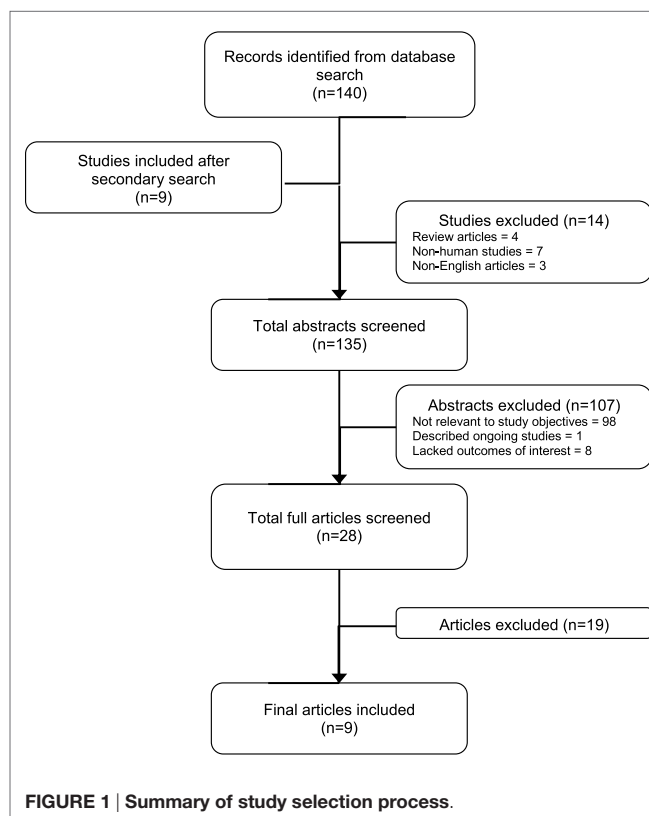 Records identified from database
search
(n=140)
Studies included after
secondary search
(n=9)
Studies excluded (n=14)
Review articles = 4
Non-human studies = 7
Non-English articles = 3
Total abstracts screened
(n=135)
Abstracts excluded (n=107)
Not relevant to study objectives = 98
Described ongoing studies = 1
Lacked outcomes of interest = 8
Total full articles screened
(n=28)
Articles excluded (n=19)
Final articles included
(n=9)
FIGURE 1 | Summary of study selection process.